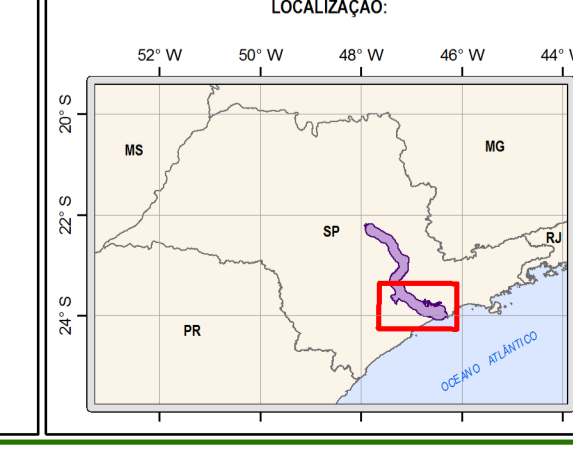 LOCALIZAÇÃO:
52° W 50° W 48° W 46° W 44° W
20° S
MS
MG
22° S
SP
RJ
24° S
PR
OCEANO ATLÂNTICO